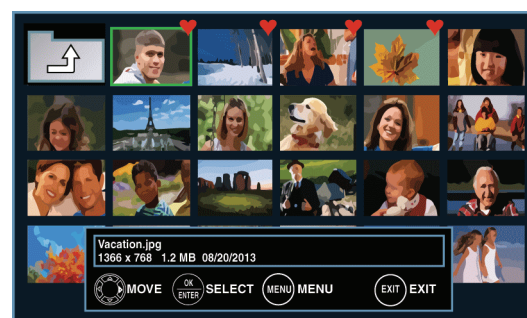 Vacation.jpg
1366 x 768 1.2 MB 08/20/2013
MOVE OK ENTER SELECT MENU MENU EXIT EXIT